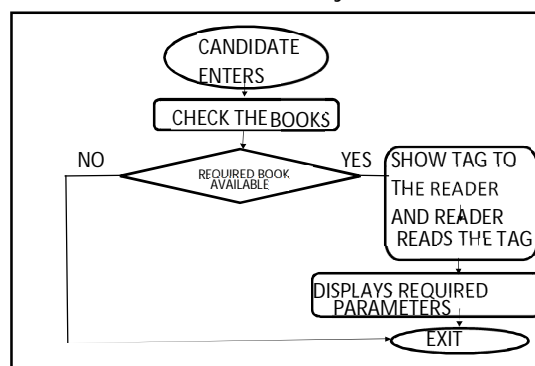 CANDIDATE
ENTERS
CHECK THE BOOKS
NO
REQUIRED BOOK
AVAILABLE
YES
SHOW TAG TO
THE READER
AND READER
READS THE TAG
DISPLAYS REQUIRED
PARAMETERS
EXIT